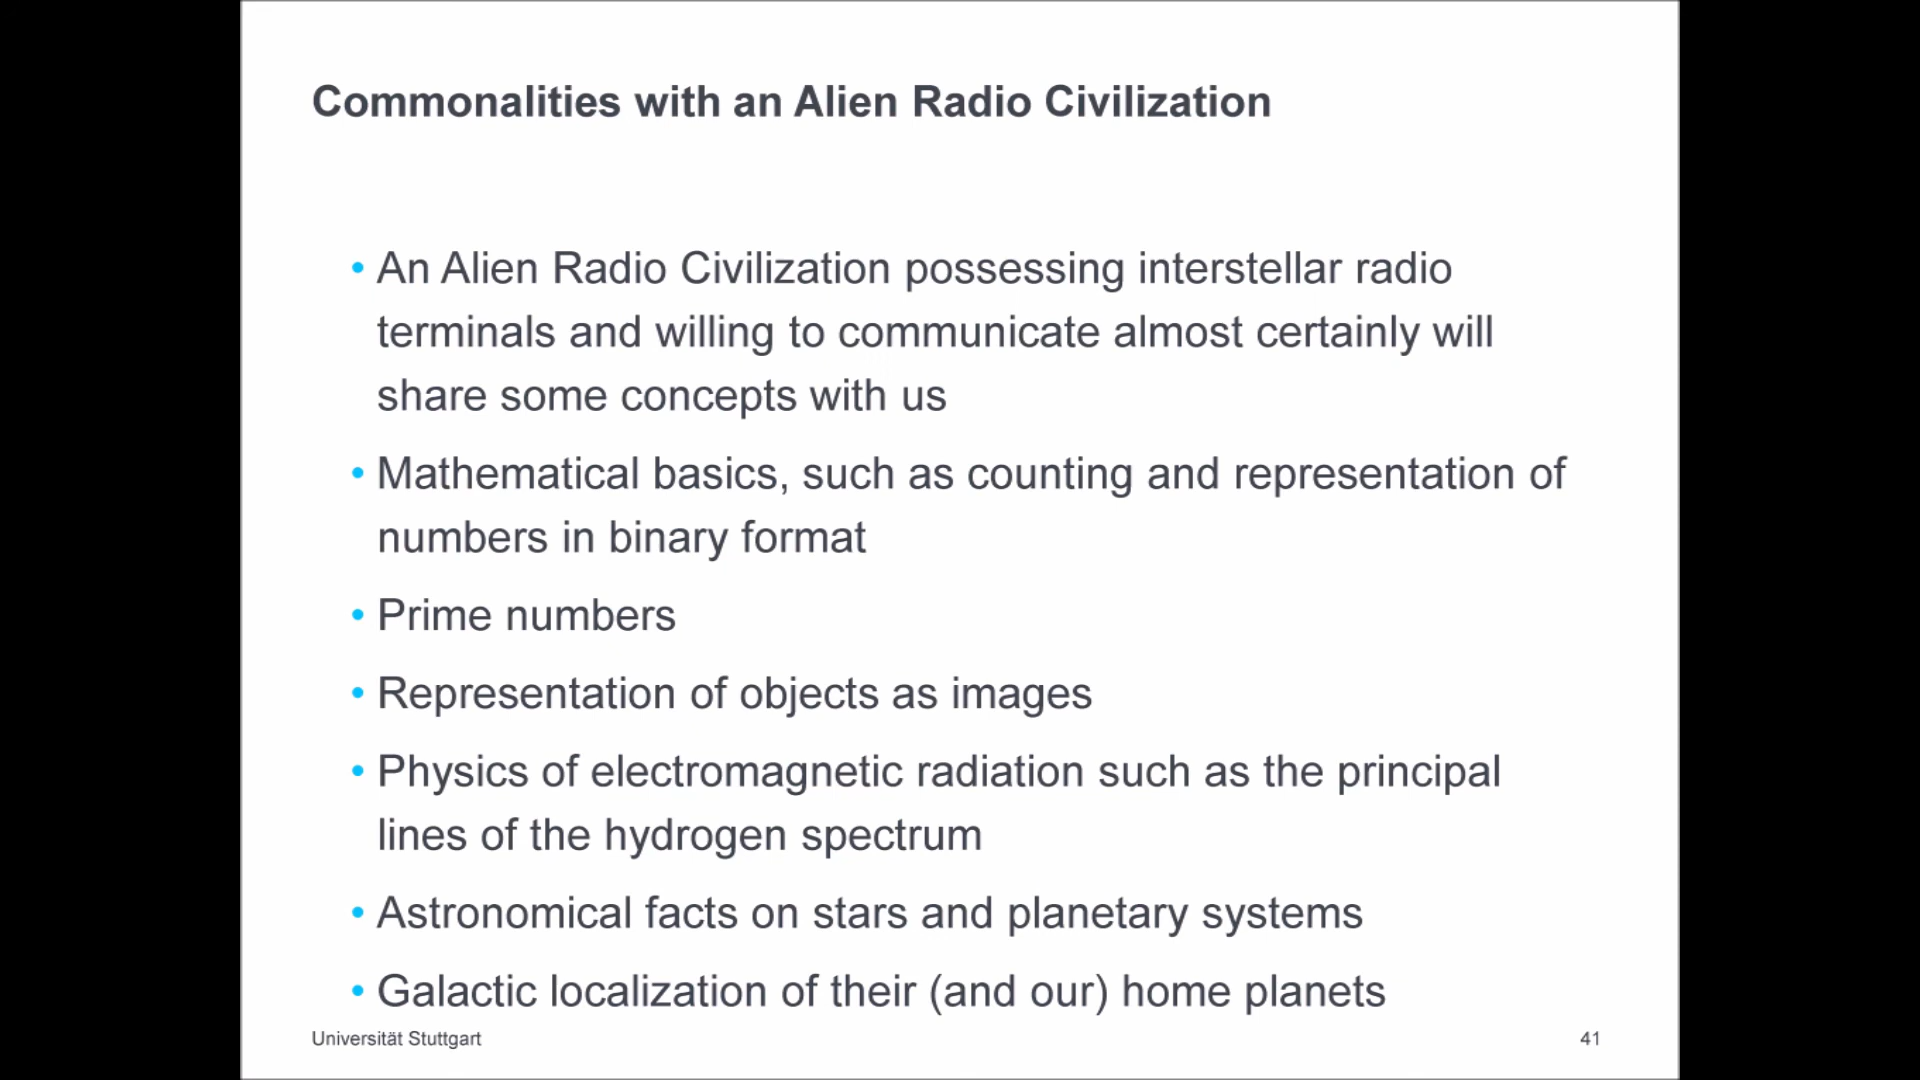 Commonalities with an Alien Radio Civilization
• An Alien Radio Civilization possessing interstellar radio
terminals and willing to communicate almost certainly will
share some concepts with us
• Mathematical basics, such as counting and representation of
numbers in binary format
• Prime numbers
• Representation of objects as images
• Physics of electromagnetic radiation such as the principal
lines of the hydrogen spectrum
• Astronomical facts on stars and planetary systems
• Galactic localization of their (and our) home planets
Universität Stuttgart
41